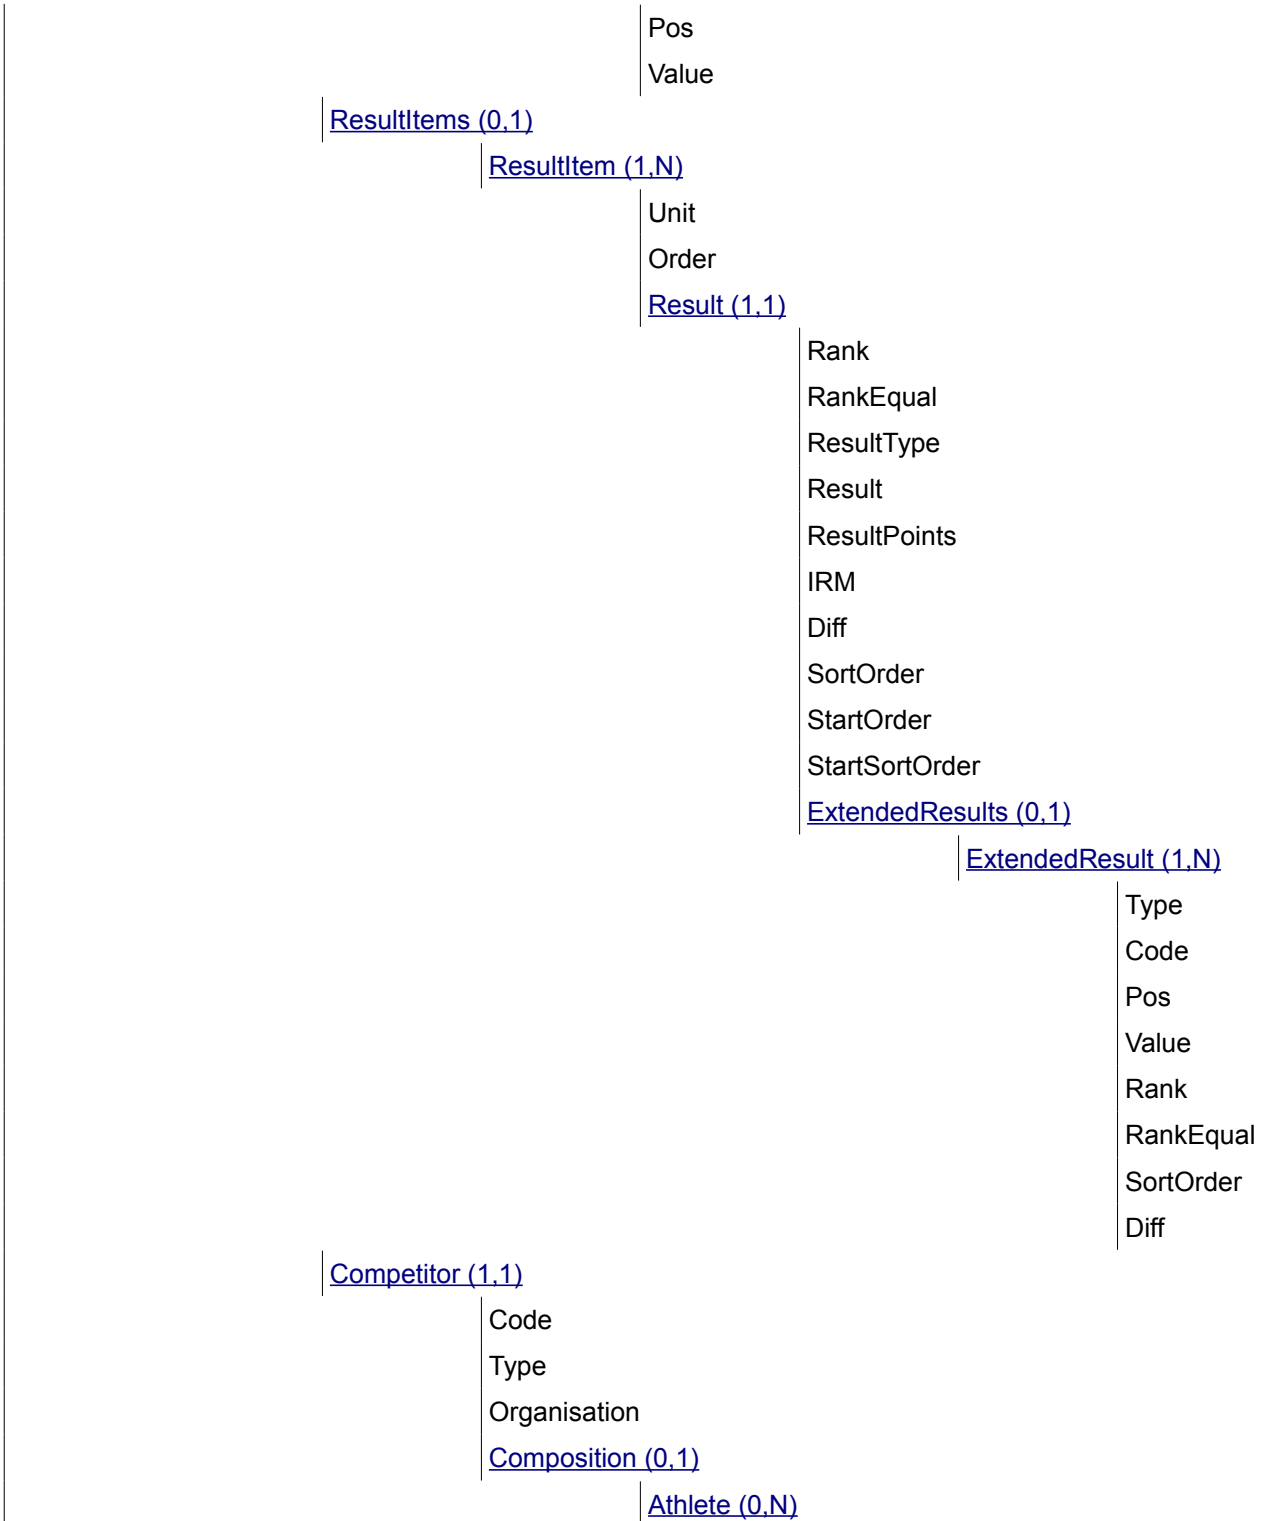 Pos
Value
ResultItems (0,1)
ResultItem (1,N)
Unit
Order
Result (1,1)
Rank
RankEqual
ResultType
Result
ResultPoints
IRM
Diff
SortOrder
StartOrder
StartSortOrder
ExtendedResults (0,1)
ExtendedResult (1,N)
Type
Code
Pos
Value
Rank
RankEqual
SortOrder
Diff
Competitor (1,1)
Code
Type
Organisation
Composition (0,1)
Athlete (0,N)